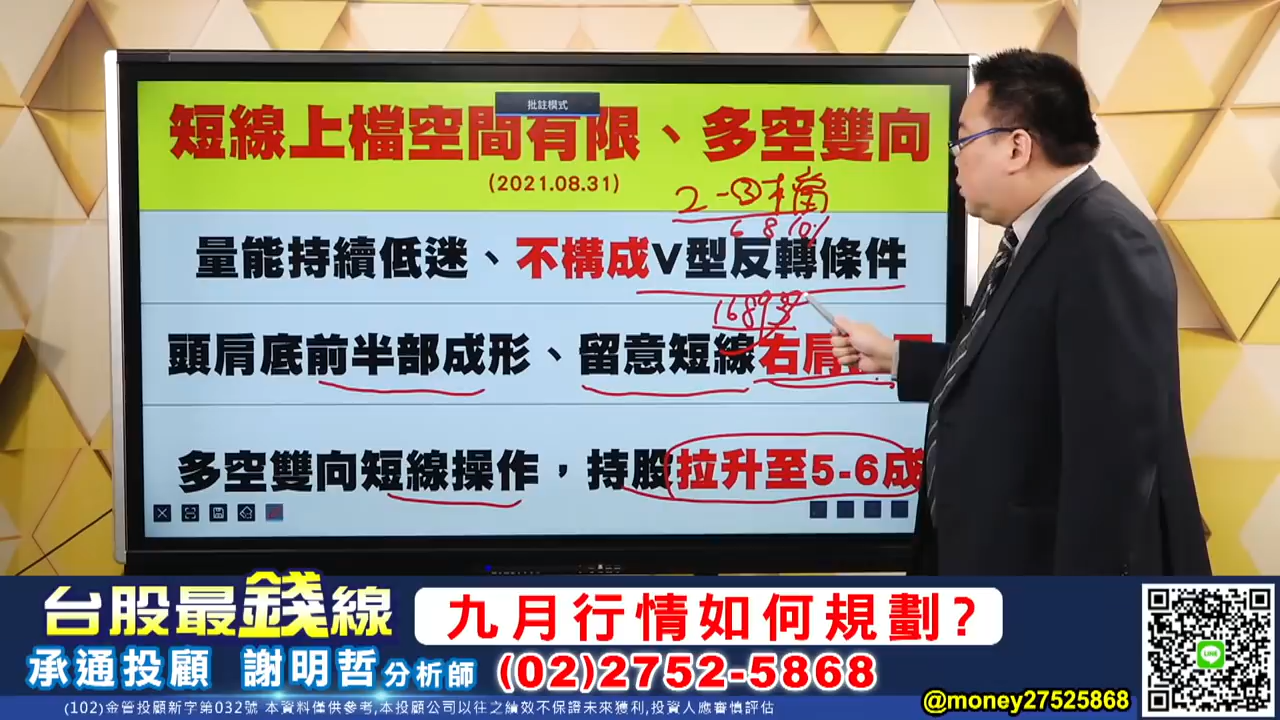 批註模式
短線上檔空間有限、多空雙向
(2021.08.31)
2-③檔
6 8 10%
量能持續低迷、不構成V型反轉條件
16893
頭肩底前半部成形、留意短線右肩
多空雙向短線操作，持股拉升至5-6成
台股最錢線
九月行情如何規劃?
承通投顧 謝明哲分析師 (02)2752-5868
(102)金管投顧新字第032號 本資料僅供參考,本投顧公司以往之績效不保證未來獲利,投資人應審慎評估
LINE
@money27525868